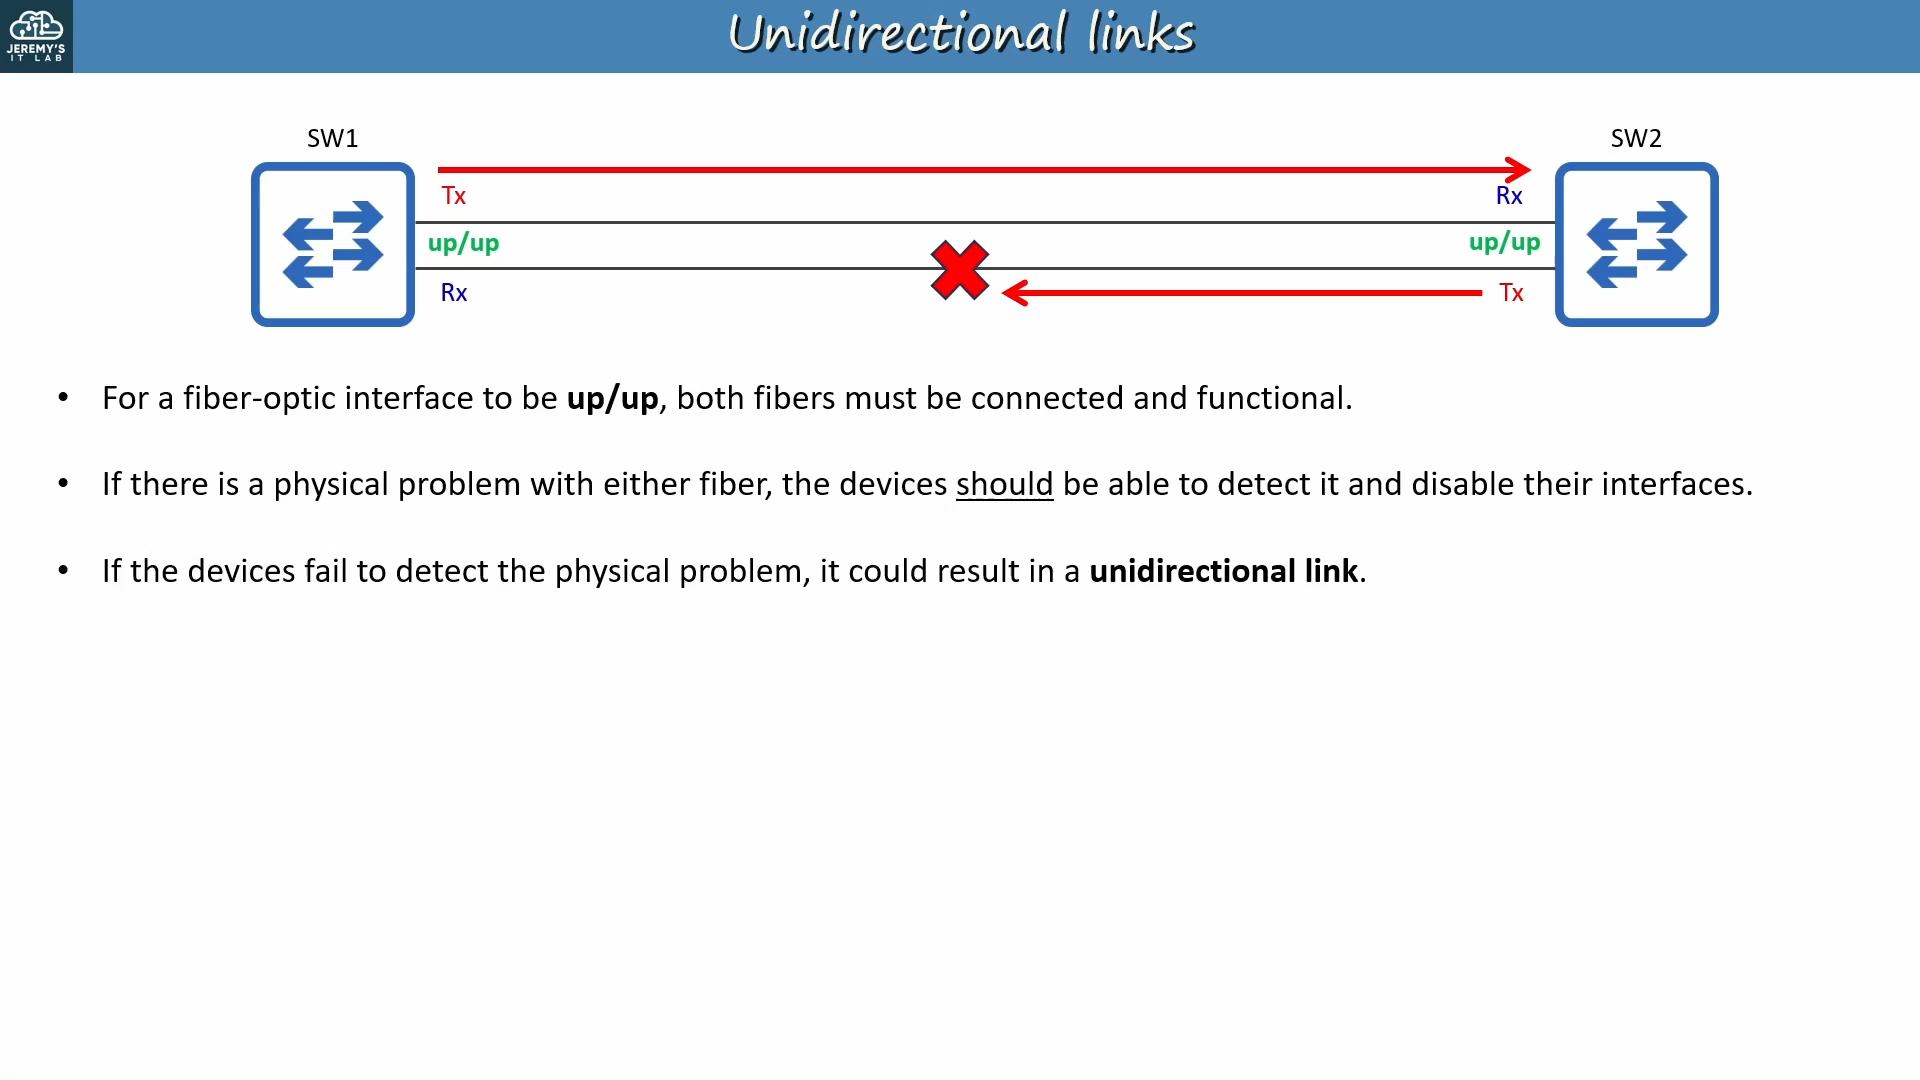 JEREMY'S
IT LAB
Unidirectional links
SW1
SW2
Tx
Rx
up/up
up/up
Rx
Tx
• For a fiber-optic interface to be up/up, both fibers must be connected and functional.
• If there is a physical problem with either fiber, the devices should be able to detect it and disable their interfaces.
• If the devices fail to detect the physical problem, it could result in a unidirectional link.